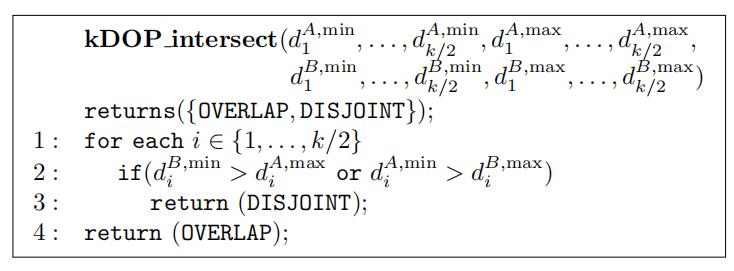 kDOP_intersect(d_1^{A,min}, ..., d_{k/2}^{A,min}, d_1^{A,max}, ..., d_{k/2}^{A,max},
d_1^{B,min}, ..., d_{k/2}^{B,min}, d_1^{B,max}, ..., d_{k/2}^{B,max})
returns({OVERLAP, DISJOINT});
1: for each i ∈ {1, ..., k/2}
2: if(d_i^{B,min} > d_i^{A,max} or d_i^{A,min} > d_i^{B,max})
3: return (DISJOINT);
4: return (OVERLAP);